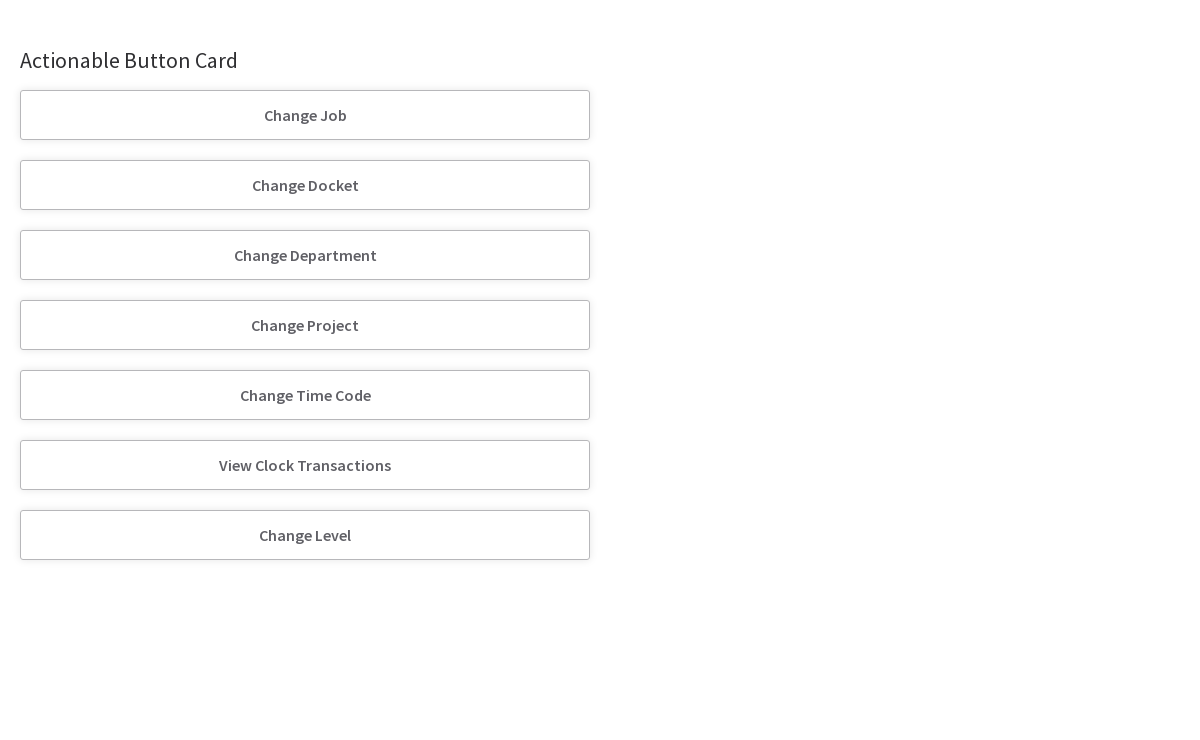 Actionable Button Card
Change Job
Change Docket
Change Department
Change Project
Change Time Code
View Clock Transactions
Change Level